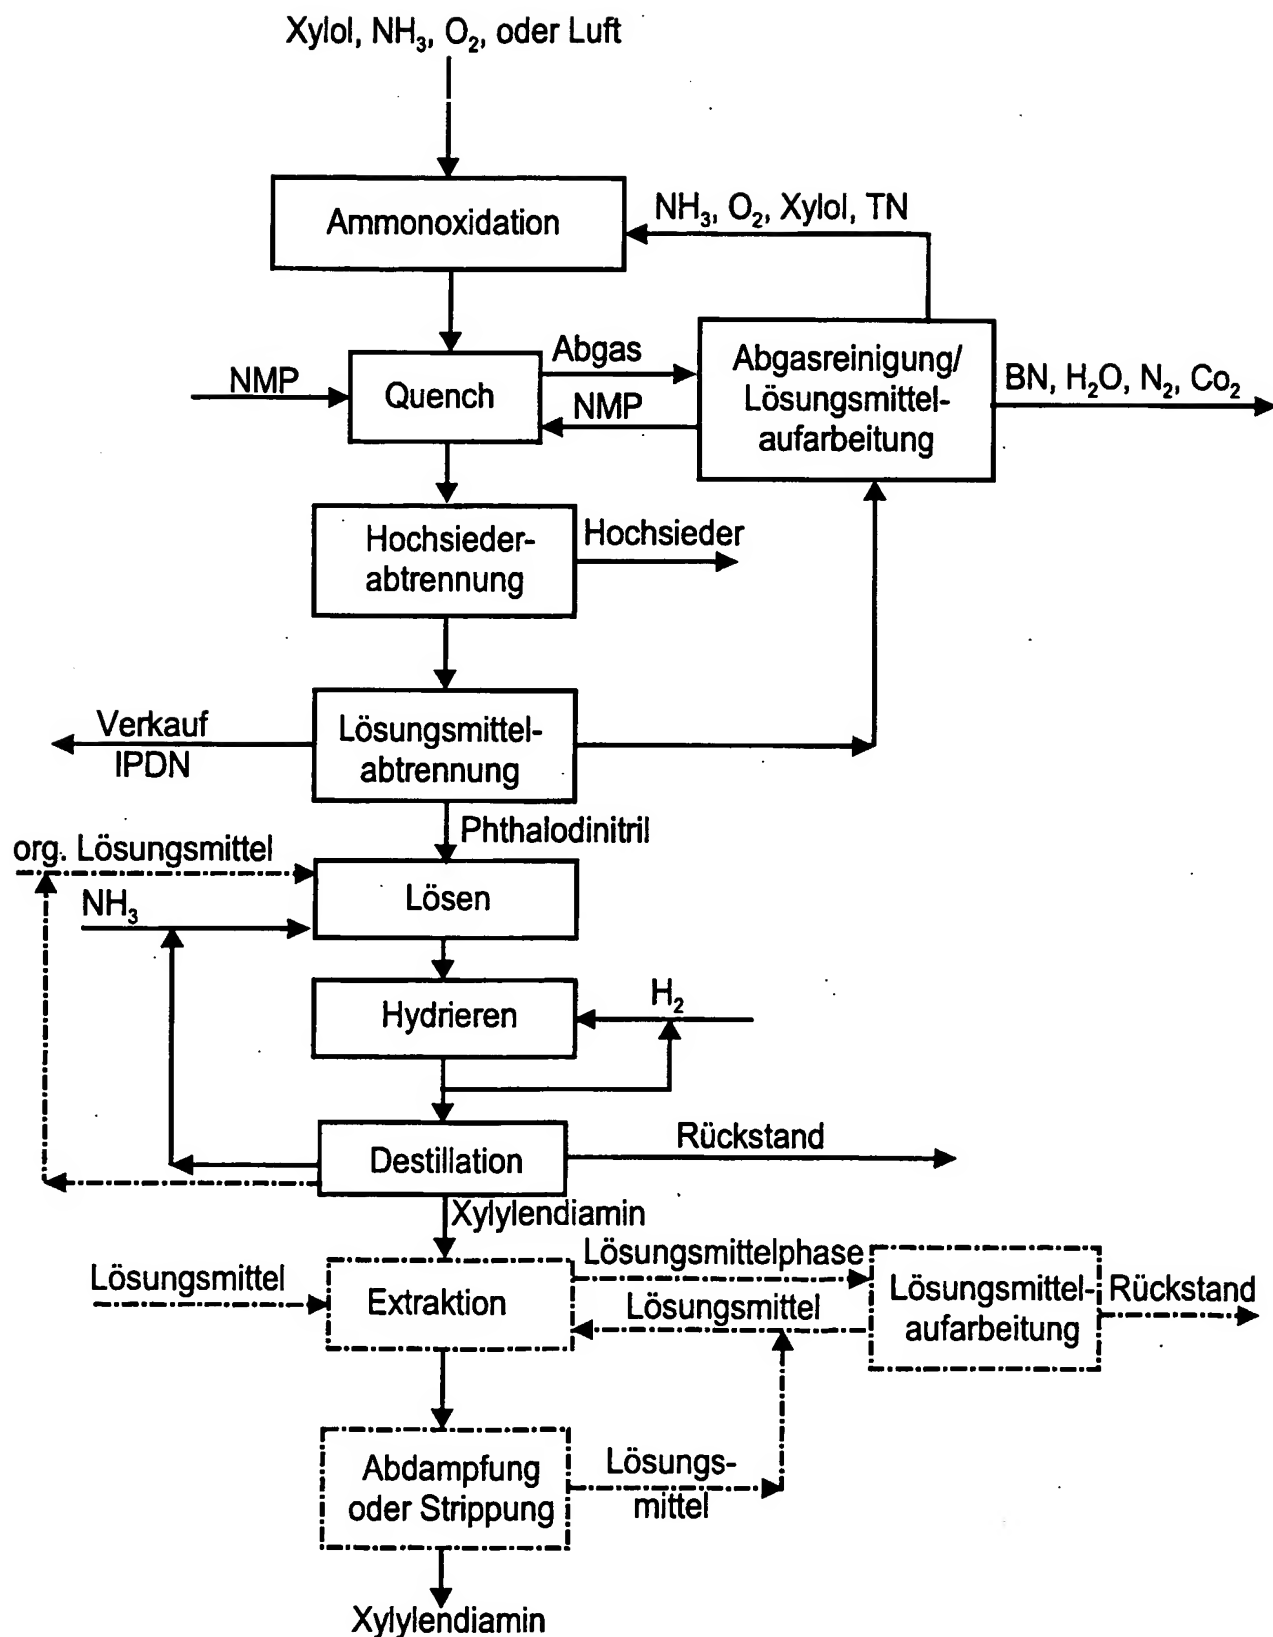 Xylol, NH₃, O₂, oder Luft
Ammonoxidation
NH₃, O₂, Xylol, TN
NMP
Quench
Abgas
NMP
Abgasreinigung/
Lösungsmittel-
aufarbeitung
BN, H₂O, N₂, Co₂
Hochsieder-
abtrennung
Hochsieder
Verkauf
IPDN
Lösungsmittel-
abtrennung
Phthalodinitril
org. Lösungsmittel
NH₃
Lösen
Hydrieren
H₂
Destillation
Rückstand
Xylylendiamin
Lösungsmittel
Extraktion
Lösungsmittelphase
Lösungsmittel
Lösungsmittel-
aufarbeitung
Rückstand
Abdampfung
oder Strippung
Lösungs-
mittel
Xylylendiamin